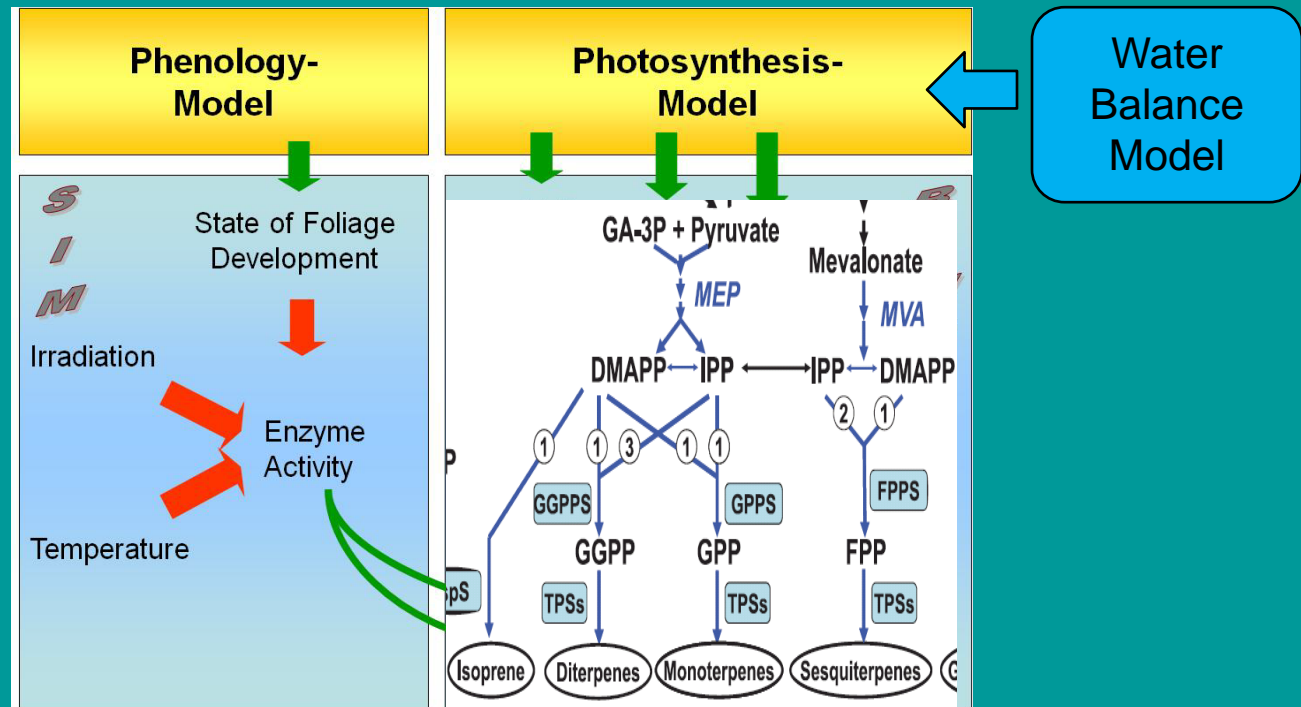 Phenology-
Model
Photosynthesis-
Model
Water
Balance
Model
S
I
M
State of Foliage
Development
Irradiation
Enzyme
Activity
Temperature
GA-3P + Pyruvate
Mevalonate
MEP
MVA
DMAPP
IPP
IPP
DMAPP
2
1
1
1
3
1
1
GGPPS
GPPS
FPPS
GGPP
GPP
FPP
pS
TPSs
TPSs
TPSs
Isoprene
Diterpenes
Monoterpenes
Sesquiterpenes